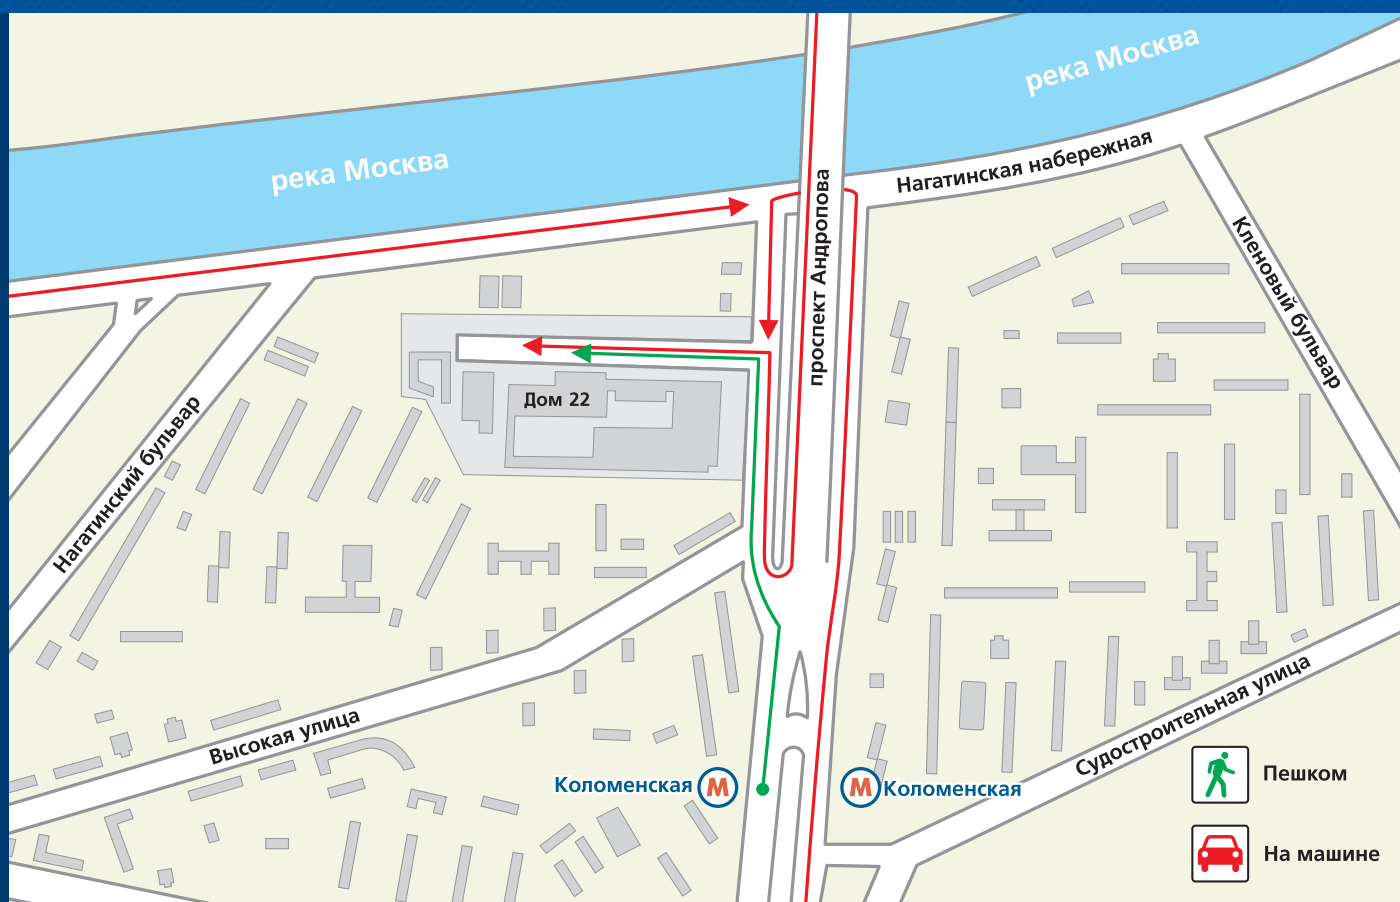 река Москва
река Москва
Нагатинская набережная
проспект Андропова
Кленовый бульвар
Дом 22
Нагатинский бульвар
Высокая улица
Судостроительная улица
Коломенская М
М Коломенская
Пешком
На машине